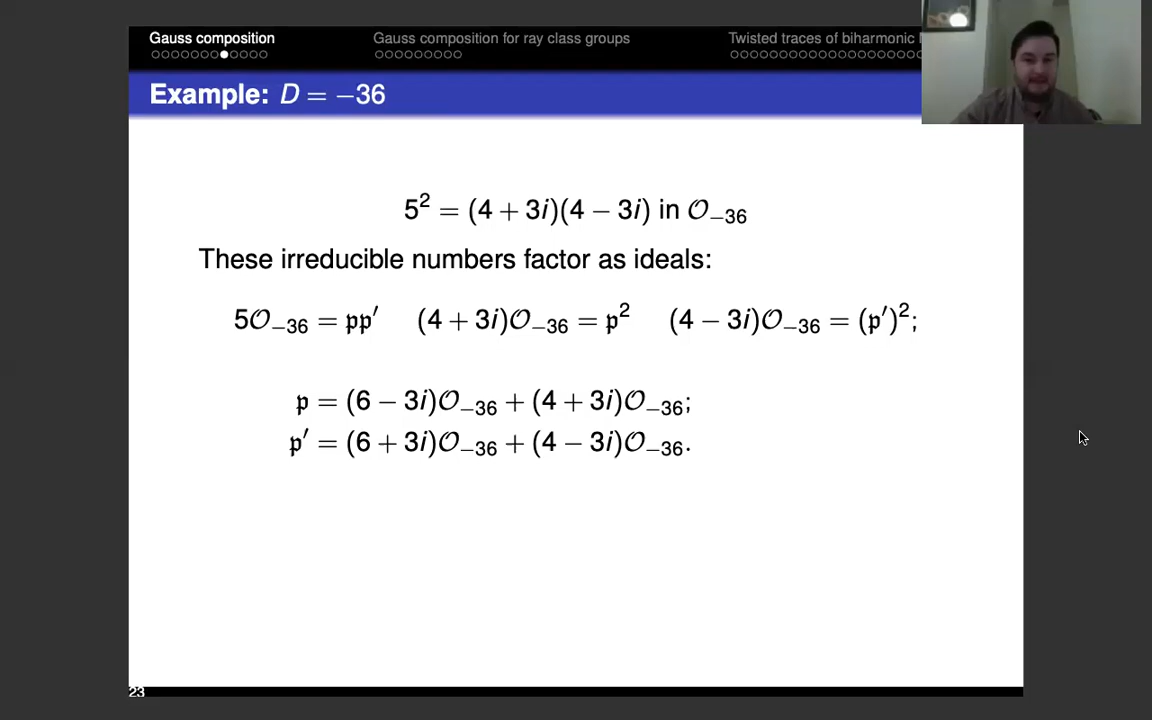 Gauss composition
Gauss composition for ray class groups
Twisted traces of biharmonic
Example: D = −36
5² = (4 + 3i)(4 − 3i) in 𝒪₋₃₆
These irreducible numbers factor as ideals:
5𝒪₋₃₆ = 𝔭𝔭′ (4 + 3i)𝒪₋₃₆ = 𝔭² (4 − 3i)𝒪₋₃₆ = (𝔭′)²;
𝔭 = (6 − 3i)𝒪₋₃₆ + (4 + 3i)𝒪₋₃₆;
𝔭′ = (6 + 3i)𝒪₋₃₆ + (4 − 3i)𝒪₋₃₆.
23